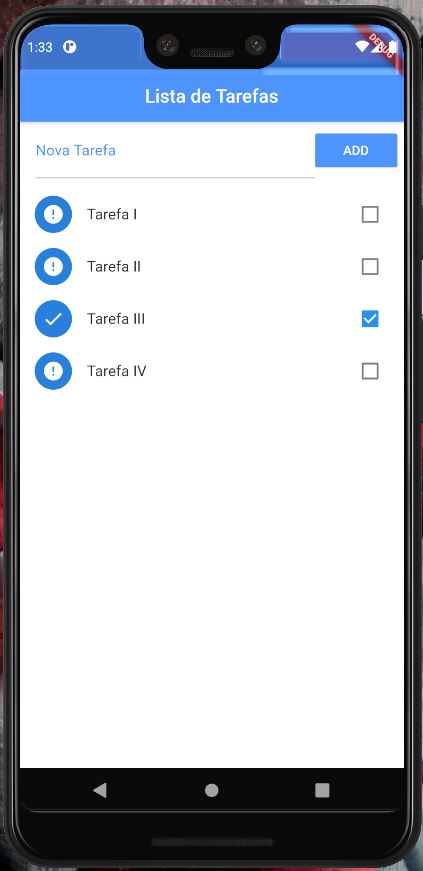 1:33
DEBUG
Lista de Tarefas
Nova Tarefa
ADD
Tarefa I
Tarefa II
Tarefa III
Tarefa IV